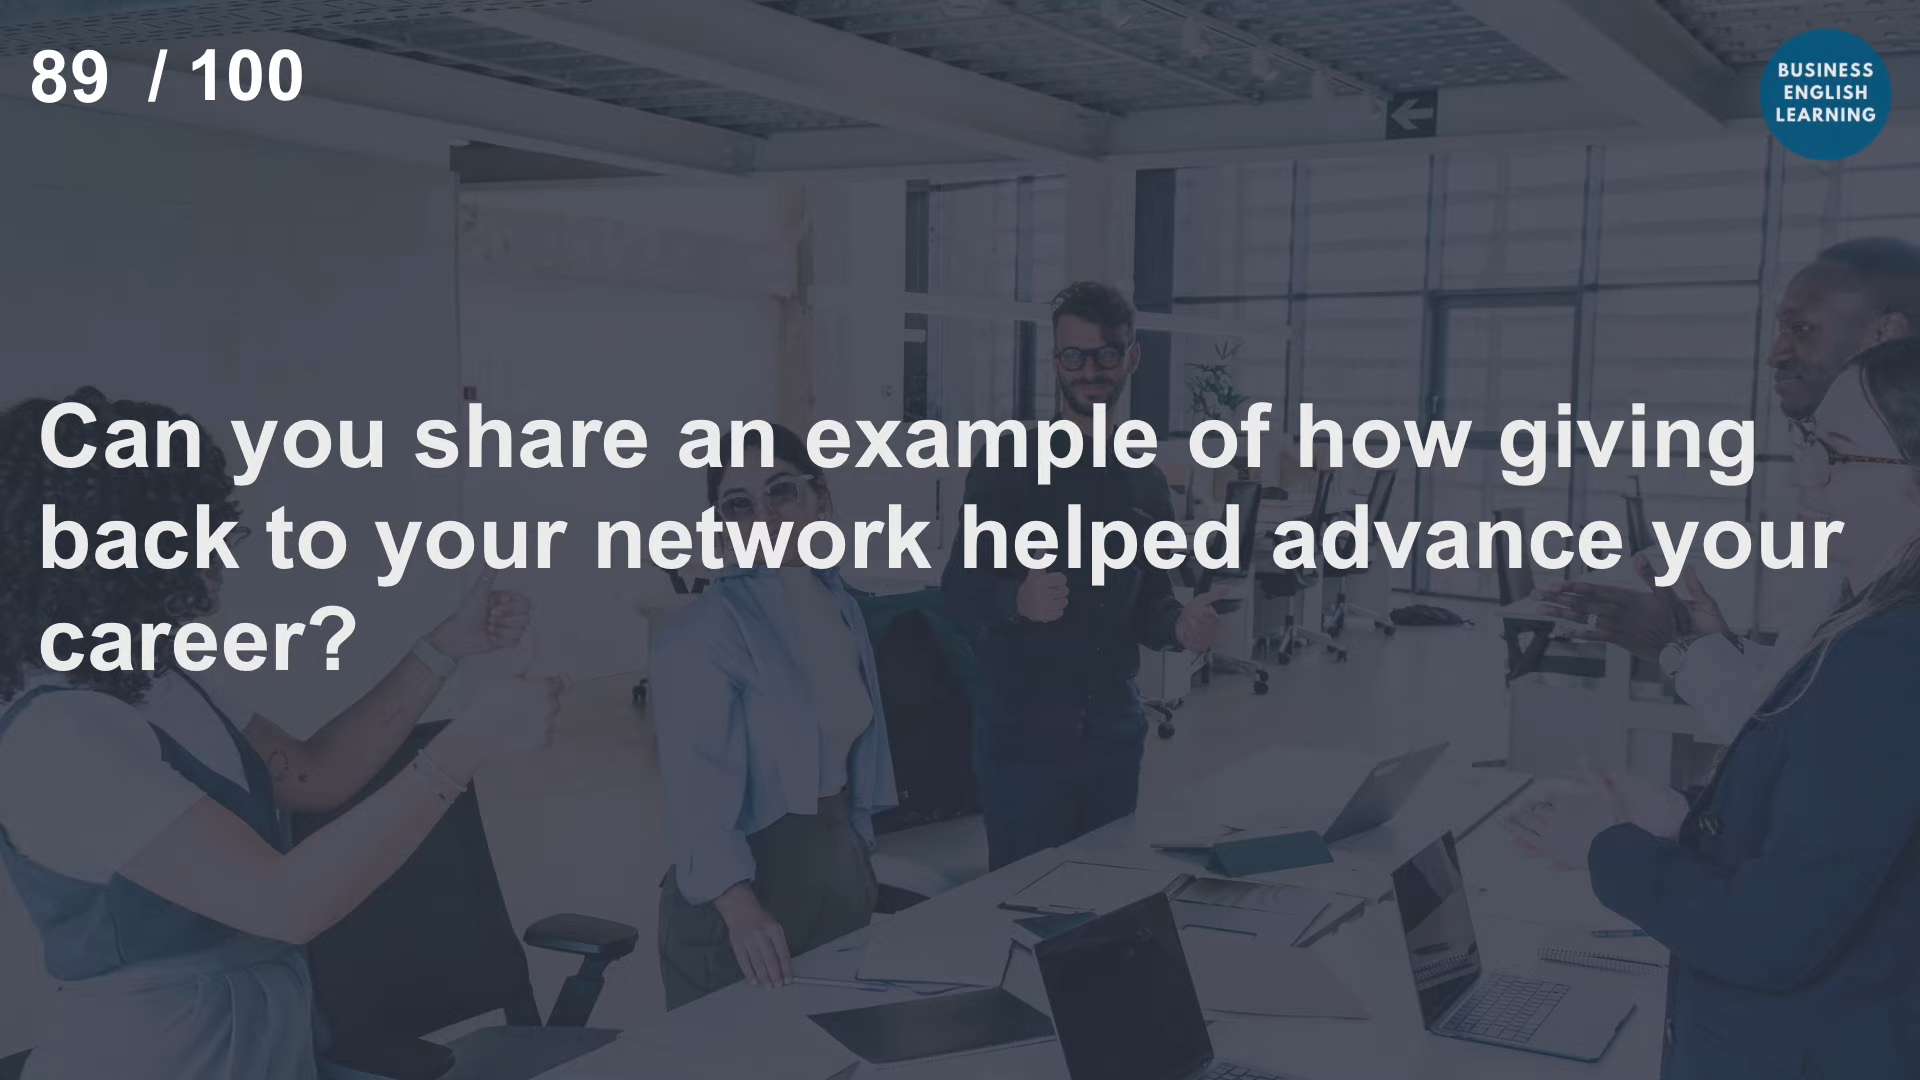 89 / 100
BUSINESS
ENGLISH
LEARNING
Can you share an example of how giving
back to your network helped advance your
career?